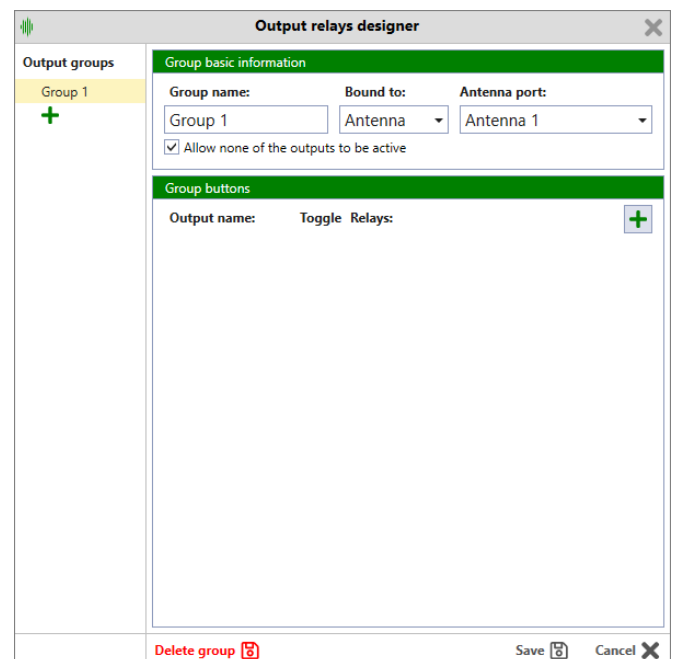 Output relays designer
Output groups
Group 1
Group basic information
Group name: Bound to: Antenna port:
Group 1 Antenna Antenna 1
Allow none of the outputs to be active
Group buttons
Output name: Toggle Relays:
Delete group Save Cancel